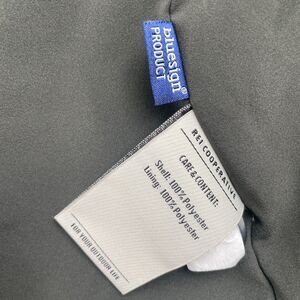 bluesign®
PRODUCT
REI COOPERATIVE
CARE & CONTENT:
Shell: 100% Polyester
Lining: 100% Polyester
FOR YOUR OUTDOOR LIFE